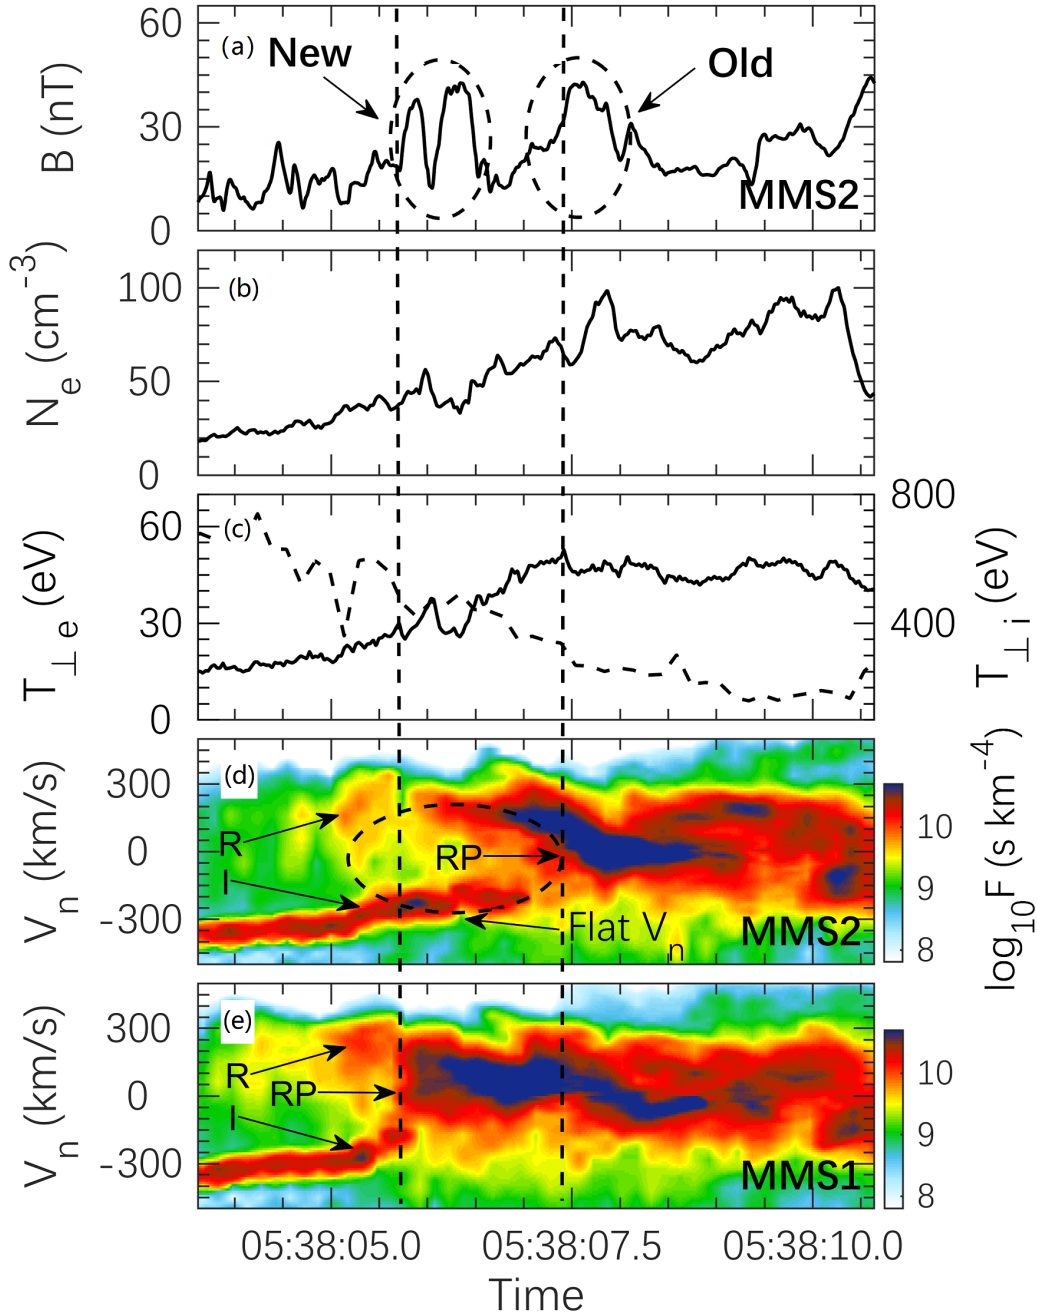 60
(a)
New
Old
B (nT)
30
MMS2
0
(b)
100
N_e (cm^-3)
50
0
800
60
(c)
T_⊥ e (eV)
30
400
T_⊥ i (eV)
0
(d)
300
R
V_n (km/s)
0
RP
I
-300
Flat V_n
MMS2
10
9
8
log_10F (s km^-4)
(e)
300
R
V_n (km/s)
0
RP
I
-300
MMS1
10
9
8
05:38:05.0
05:38:07.5
05:38:10.0
Time